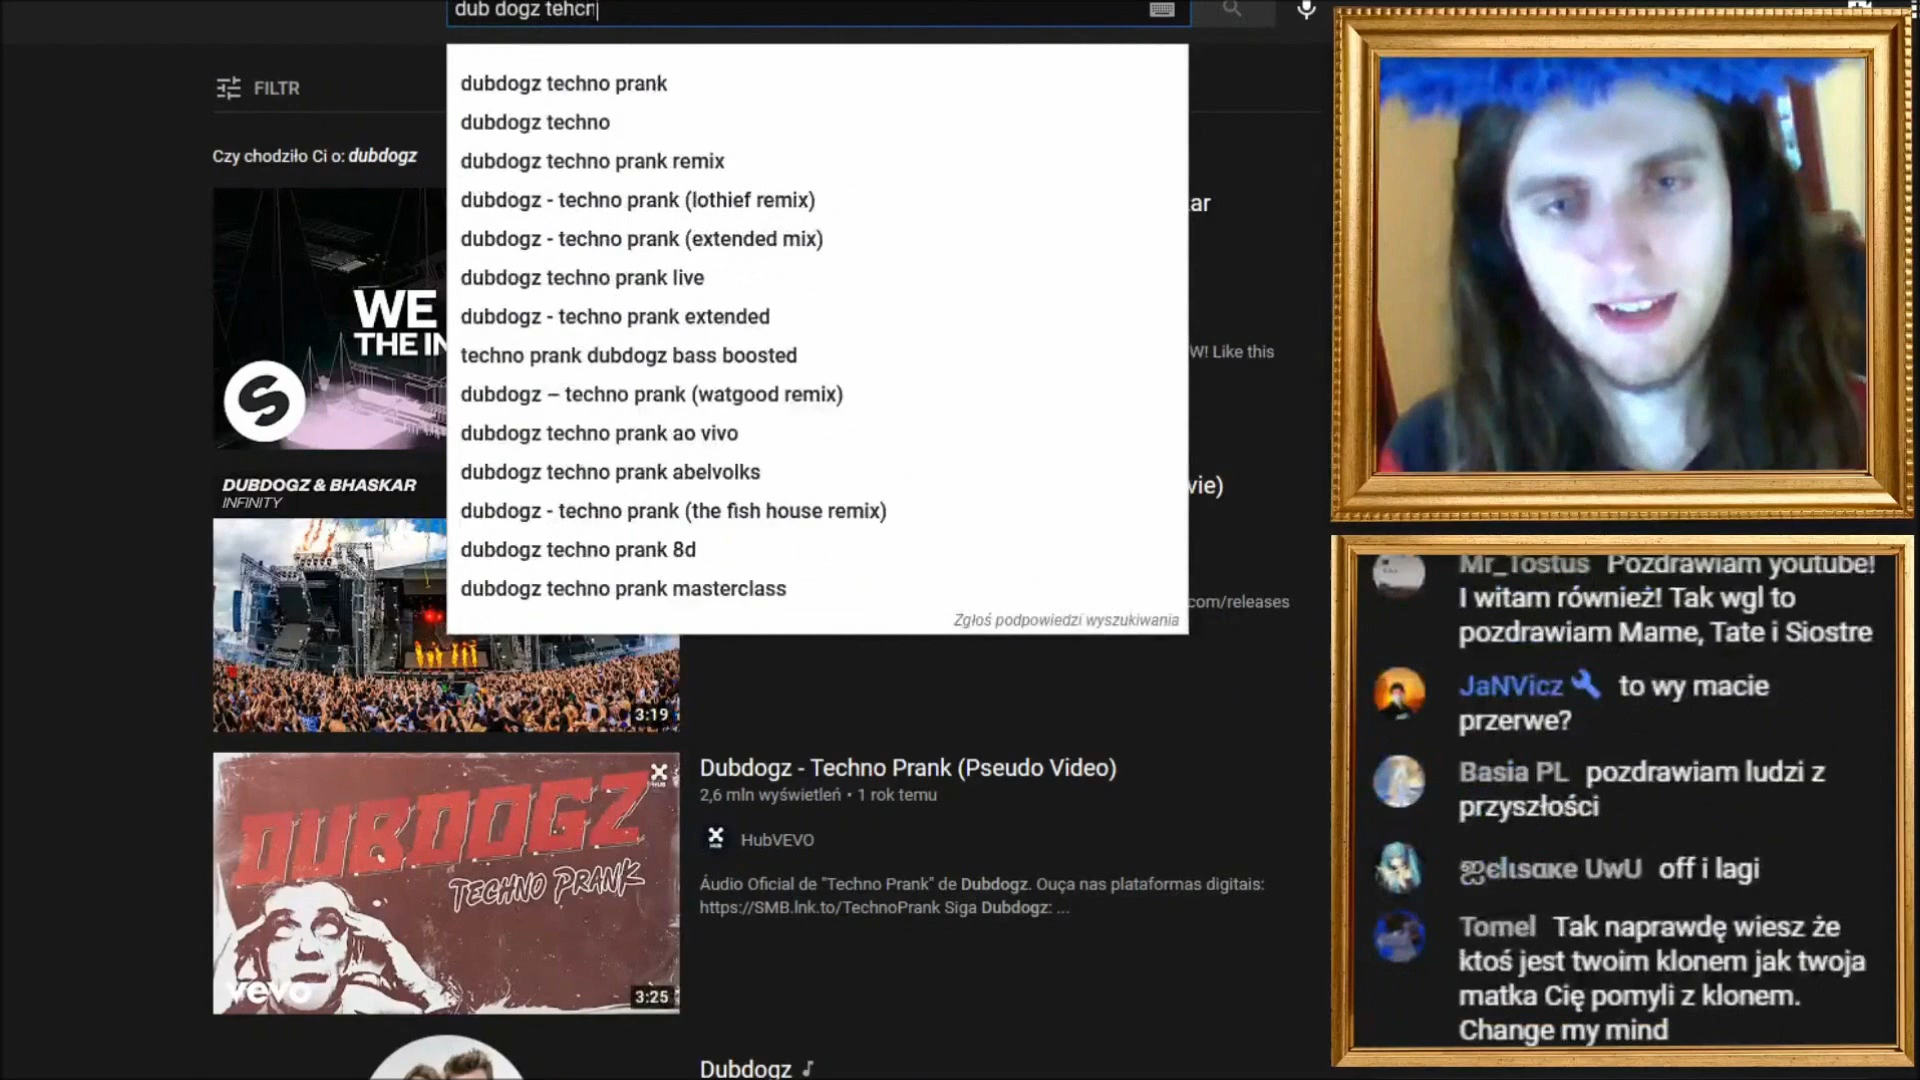 dub dogz tehcn
FILTR
Czy chodziło Ci o: dubdogz
dubdogz techno prank
dubdogz techno
dubdogz techno prank remix
dubdogz - techno prank (lothief remix)
dubdogz - techno prank (extended mix)
dubdogz techno prank live
dubdogz - techno prank extended
techno prank dubdogz bass boosted
dubdogz – techno prank (watgood remix)
dubdogz techno prank ao vivo
dubdogz techno prank abelvolks
dubdogz - techno prank (the fish house remix)
dubdogz techno prank 8d
dubdogz techno prank masterclass
Zgłoś podpowiedzi wyszukiwania
WE
THE IN
DUBDOGZ & BHASKAR
INFINITY
ar
W! Like this
vie)
com/releases
3:19
DUBDOGZ
TECHNO PRANK
HUB
vevo
3:25
Dubdogz - Techno Prank (Pseudo Video)
2,6 mln wyświetleń • 1 rok temu
HubVEVO
Áudio Oficial de "Techno Prank" de Dubdogz. Ouça nas plataformas digitais:
https://SMB.lnk.to/TechnoPrank Siga Dubdogz: ...
Dubdogz ♪
Mr_Tostus Pozdrawiam youtube!
I witam również! Tak wgl to
pozdrawiam Mame, Tate i Siostre
JaNVicz to wy macie
przerwe?
Basia PL pozdrawiam ludzi z
przyszłości
UwU off i lagi
Tomel Tak naprawdę wiesz że
ktoś jest twoim klonem jak twoja
matka Cię pomyli z klonem.
Change my mind